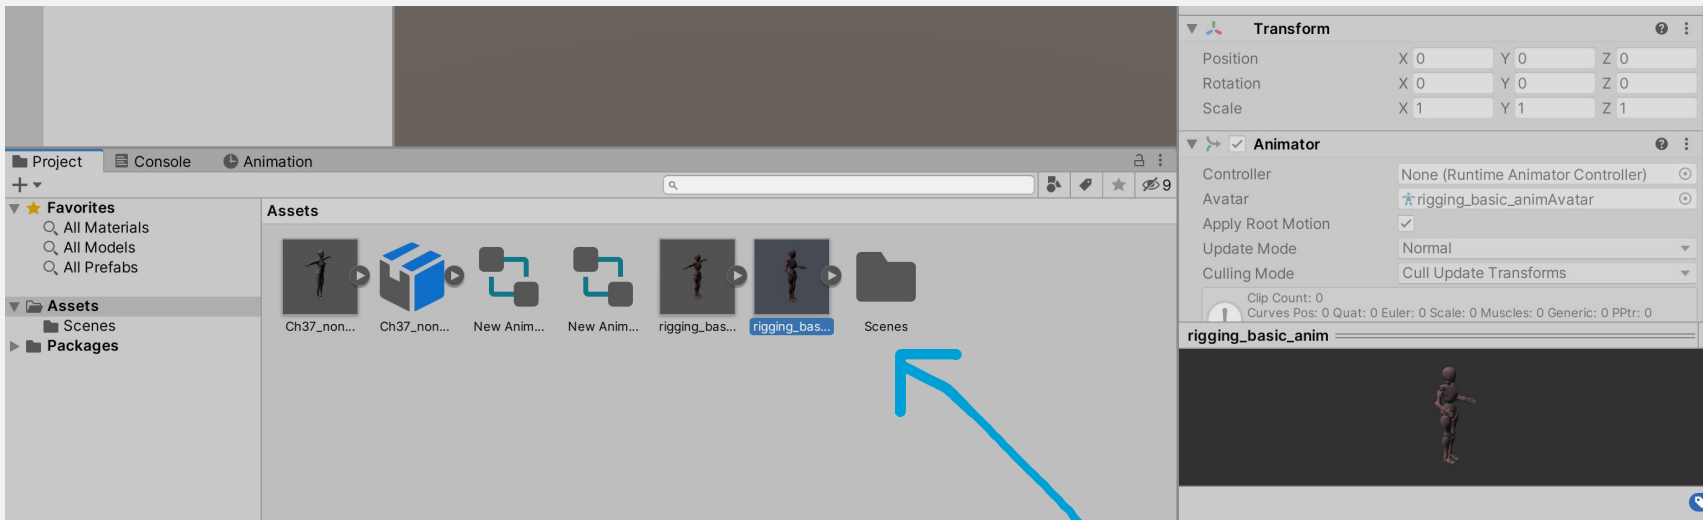 Transform
Position X 0 Y 0 Z 0
Rotation X 0 Y 0 Z 0
Scale X 1 Y 1 Z 1
Animator
Controller None (Runtime Animator Controller)
Avatar rigging_basic_animAvatar
Apply Root Motion
Update Mode Normal
Culling Mode Cull Update Transforms
Clip Count: 0
Curves Pos: 0 Quat: 0 Euler: 0 Scale: 0 Muscles: 0 Generic: 0 PPtr: 0
rigging_basic_anim
Project Console Animation
9
Favorites
All Materials
All Models
All Prefabs
Assets
Scenes
Packages
Assets
Ch37_non... Ch37_non... New Anim... New Anim... rigging_bas... rigging_bas... Scenes